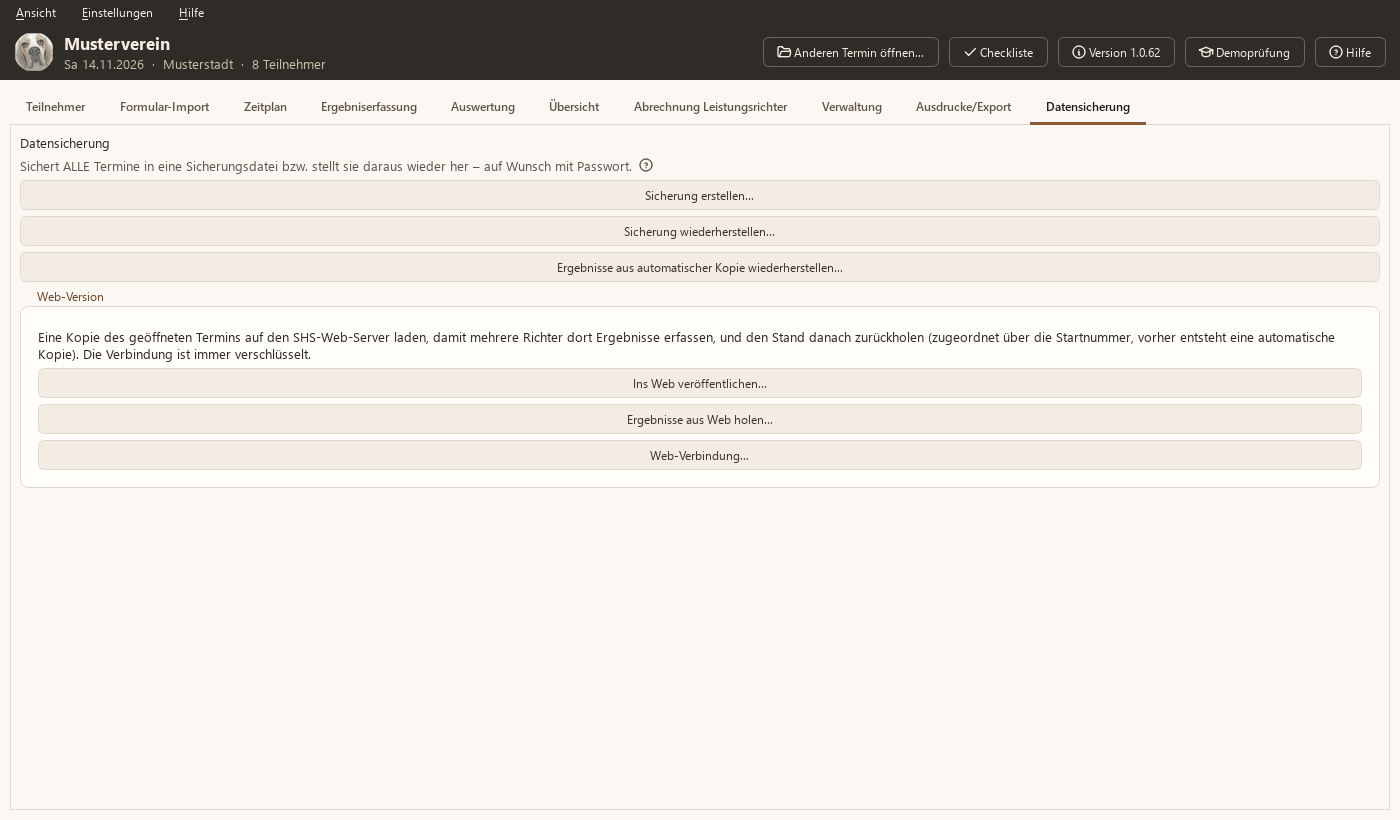 Ansicht Einstellungen Hilfe
Musterverein
Sa 14.11.2026 · Musterstadt · 8 Teilnehmer
Anderen Termin öffnen... Checkliste Version 1.0.62 Demoprüfung Hilfe
Teilnehmer Formular-Import Zeitplan Ergebniserfassung Auswertung Übersicht Abrechnung Leistungsrichter Verwaltung Ausdrucke/Export Datensicherung
Datensicherung
Sichert ALLE Termine in eine Sicherungsdatei bzw. stellt sie daraus wieder her – auf Wunsch mit Passwort.
Sicherung erstellen...
Sicherung wiederherstellen...
Ergebnisse aus automatischer Kopie wiederherstellen...
Web-Version
Eine Kopie des geöffneten Termins auf den SHS-Web-Server laden, damit mehrere Richter dort Ergebnisse erfassen, und den Stand danach zurückholen (zugeordnet über die Startnummer, vorher entsteht eine automatische
Kopie). Die Verbindung ist immer verschlüsselt.
Ins Web veröffentlichen...
Ergebnisse aus Web holen...
Web-Verbindung...